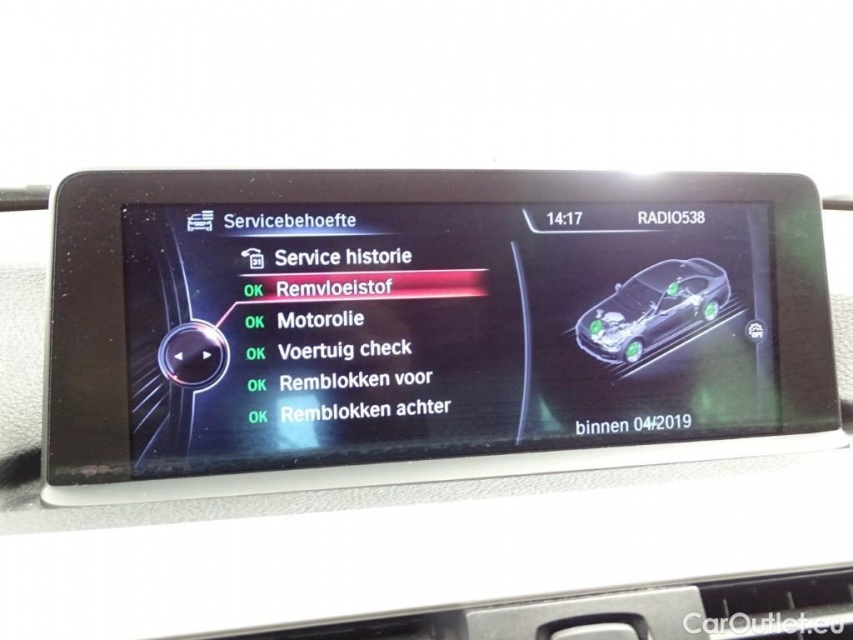 Servicebehoefte
14:17 RADIO538
31 Service historie
OK Remvloeistof
OK Motorolie
OK Voertuig check
OK Remblokken voor
OK Remblokken achter
binnen 04/2019
CarOutlet.eu